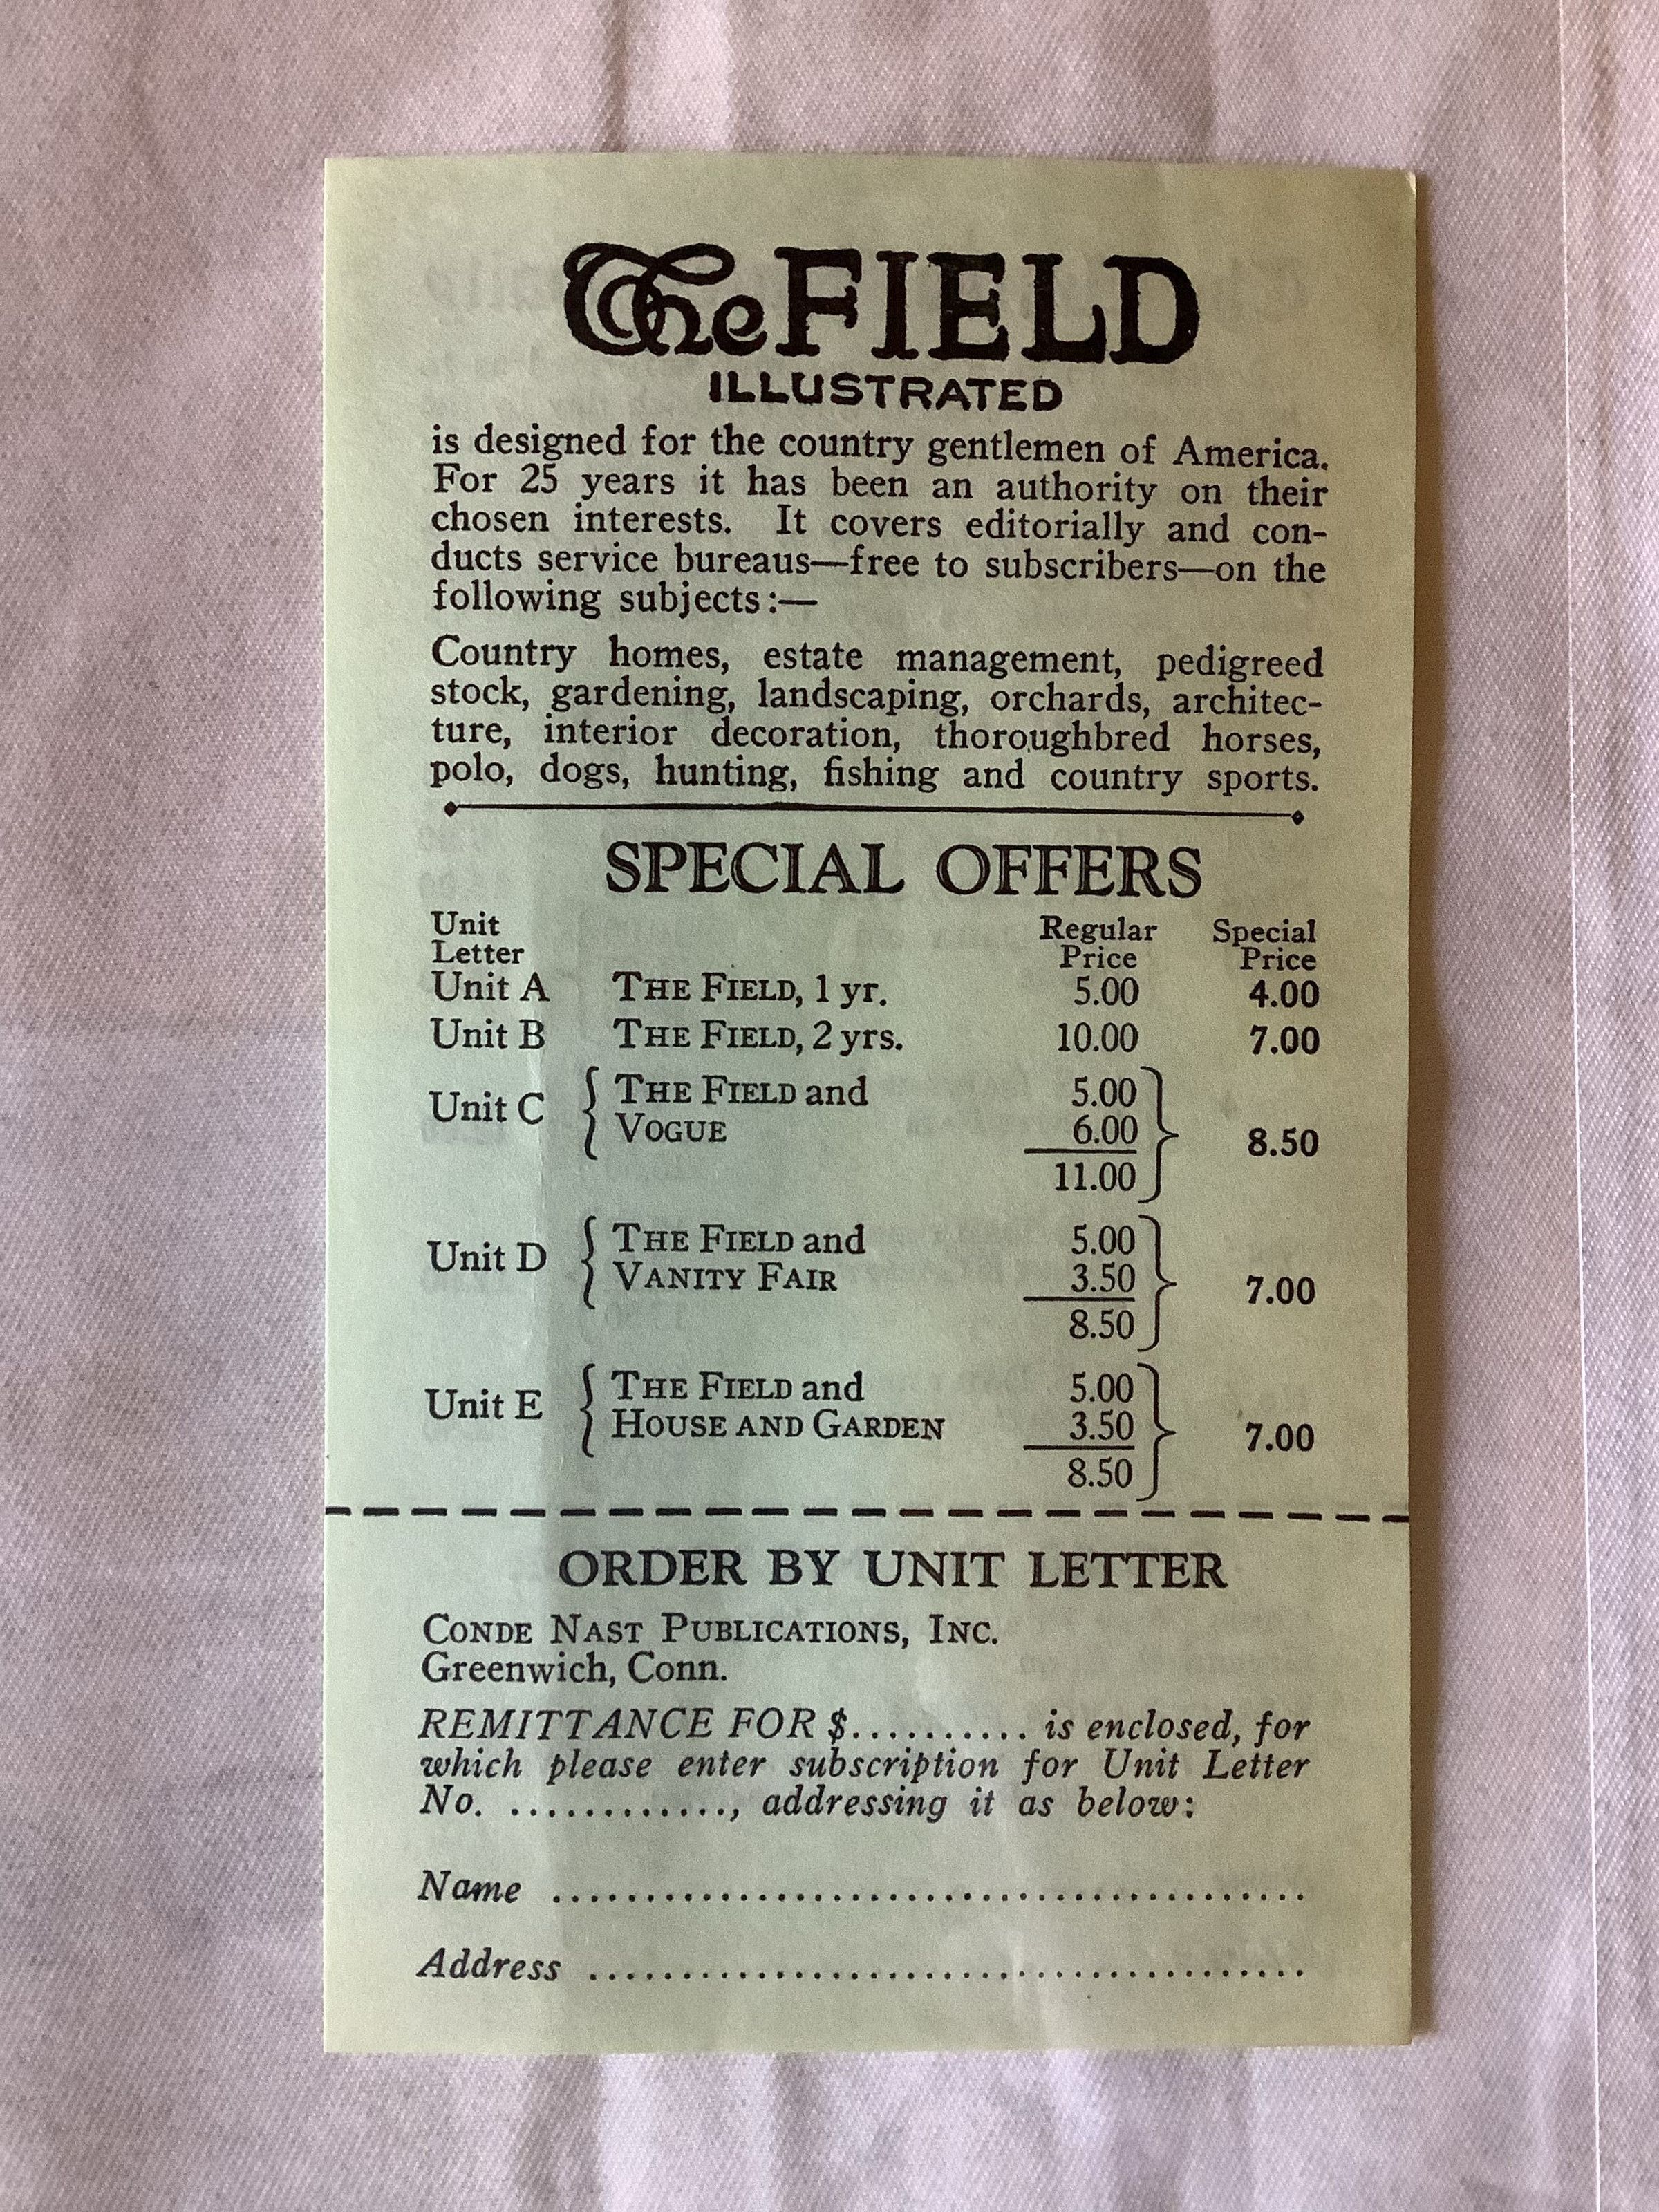 The FIELD
ILLUSTRATED
is designed for the country gentlemen of America.
For 25 years it has been an authority on their
chosen interests. It covers editorially and con-
ducts service bureaus—free to subscribers—on the
following subjects:—
Country homes, estate management, pedigreed
stock, gardening, landscaping, orchards, architec-
ture, interior decoration, thoroughbred horses,
polo, dogs, hunting, fishing and country sports.
SPECIAL OFFERS
Unit Regular Special
Letter Price Price
Unit A THE FIELD, 1 yr. 5.00 4.00
Unit B THE FIELD, 2 yrs. 10.00 7.00
Unit C { THE FIELD and 5.00 }
VOGUE 6.00 8.50
11.00
Unit D { THE FIELD and 5.00 }
VANITY FAIR 3.50 7.00
8.50
Unit E { THE FIELD and 5.00 }
HOUSE AND GARDEN 3.50 7.00
8.50
ORDER BY UNIT LETTER
CONDE NAST PUBLICATIONS, INC.
Greenwich, Conn.
REMITTANCE FOR $.......... is enclosed, for
which please enter subscription for Unit Letter
No. ............, addressing it as below:
Name ..........................................
Address ........................................